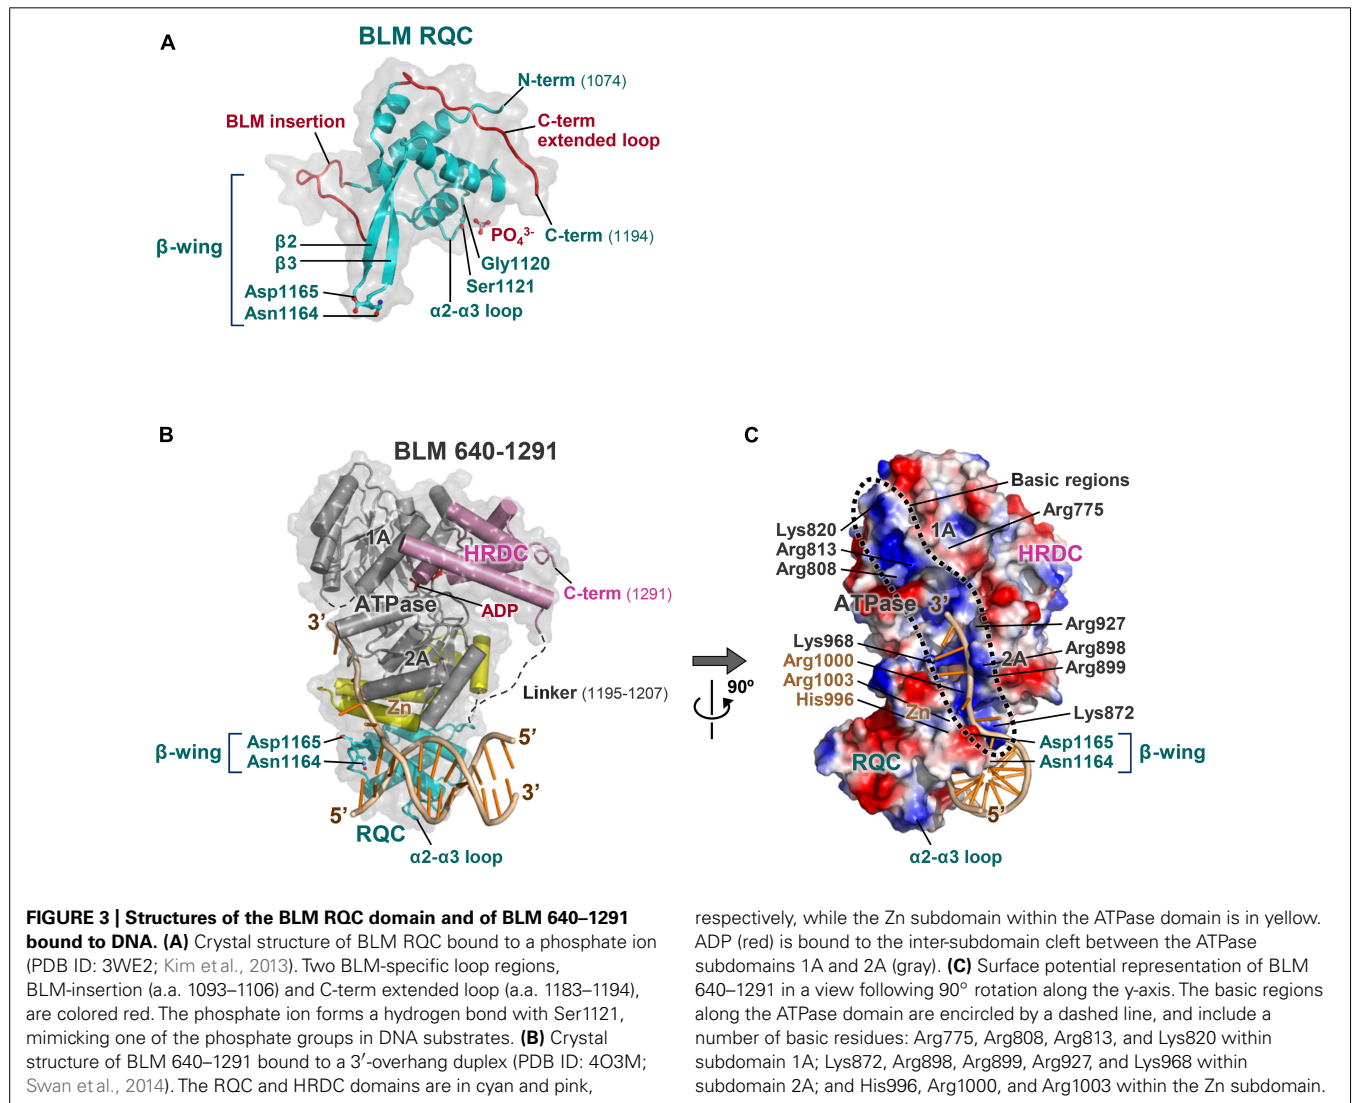 A
BLM RQC
N-term (1074)
BLM insertion
C-term
extended loop
β-wing
β2
β3
PO₄³⁻
C-term (1194)
Gly1120
Ser1121
Asp1165
Asn1164
α2-α3 loop
B
BLM 640-1291
1A
HRDC
ATPase
ADP
C-term (1291)
3’
2A
Linker (1195-1207)
Zn
β-wing
Asp1165
Asn1164
5’
3’
5’
RQC
α2-α3 loop
90º
C
Basic regions
Arg775
Lys820
1A
Arg813
HRDC
Arg808
ATPase
3’
Arg927
Lys968
Arg898
2A
Arg1000
Arg899
Arg1003
His996
Zn
Lys872
Asp1165
Asn1164
β-wing
RQC
5’
α2-α3 loop
FIGURE 3 | Structures of the BLM RQC domain and of BLM 640–1291
bound to DNA. (A) Crystal structure of BLM RQC bound to a phosphate ion
(PDB ID: 3WE2; Kim et al., 2013). Two BLM-specific loop regions,
BLM-insertion (a.a. 1093–1106) and C-term extended loop (a.a. 1183–1194),
are colored red. The phosphate ion forms a hydrogen bond with Ser1121,
mimicking one of the phosphate groups in DNA substrates. (B) Crystal
structure of BLM 640–1291 bound to a 3′-overhang duplex (PDB ID: 4O3M;
Swan et al., 2014). The RQC and HRDC domains are in cyan and pink,
respectively, while the Zn subdomain within the ATPase domain is in yellow.
ADP (red) is bound to the inter-subdomain cleft between the ATPase
subdomains 1A and 2A (gray). (C) Surface potential representation of BLM
640–1291 in a view following 90° rotation along the y-axis. The basic regions
along the ATPase domain are encircled by a dashed line, and include a
number of basic residues: Arg775, Arg808, Arg813, and Lys820 within
subdomain 1A; Lys872, Arg898, Arg899, Arg927, and Lys968 within
subdomain 2A; and His996, Arg1000, and Arg1003 within the Zn subdomain.